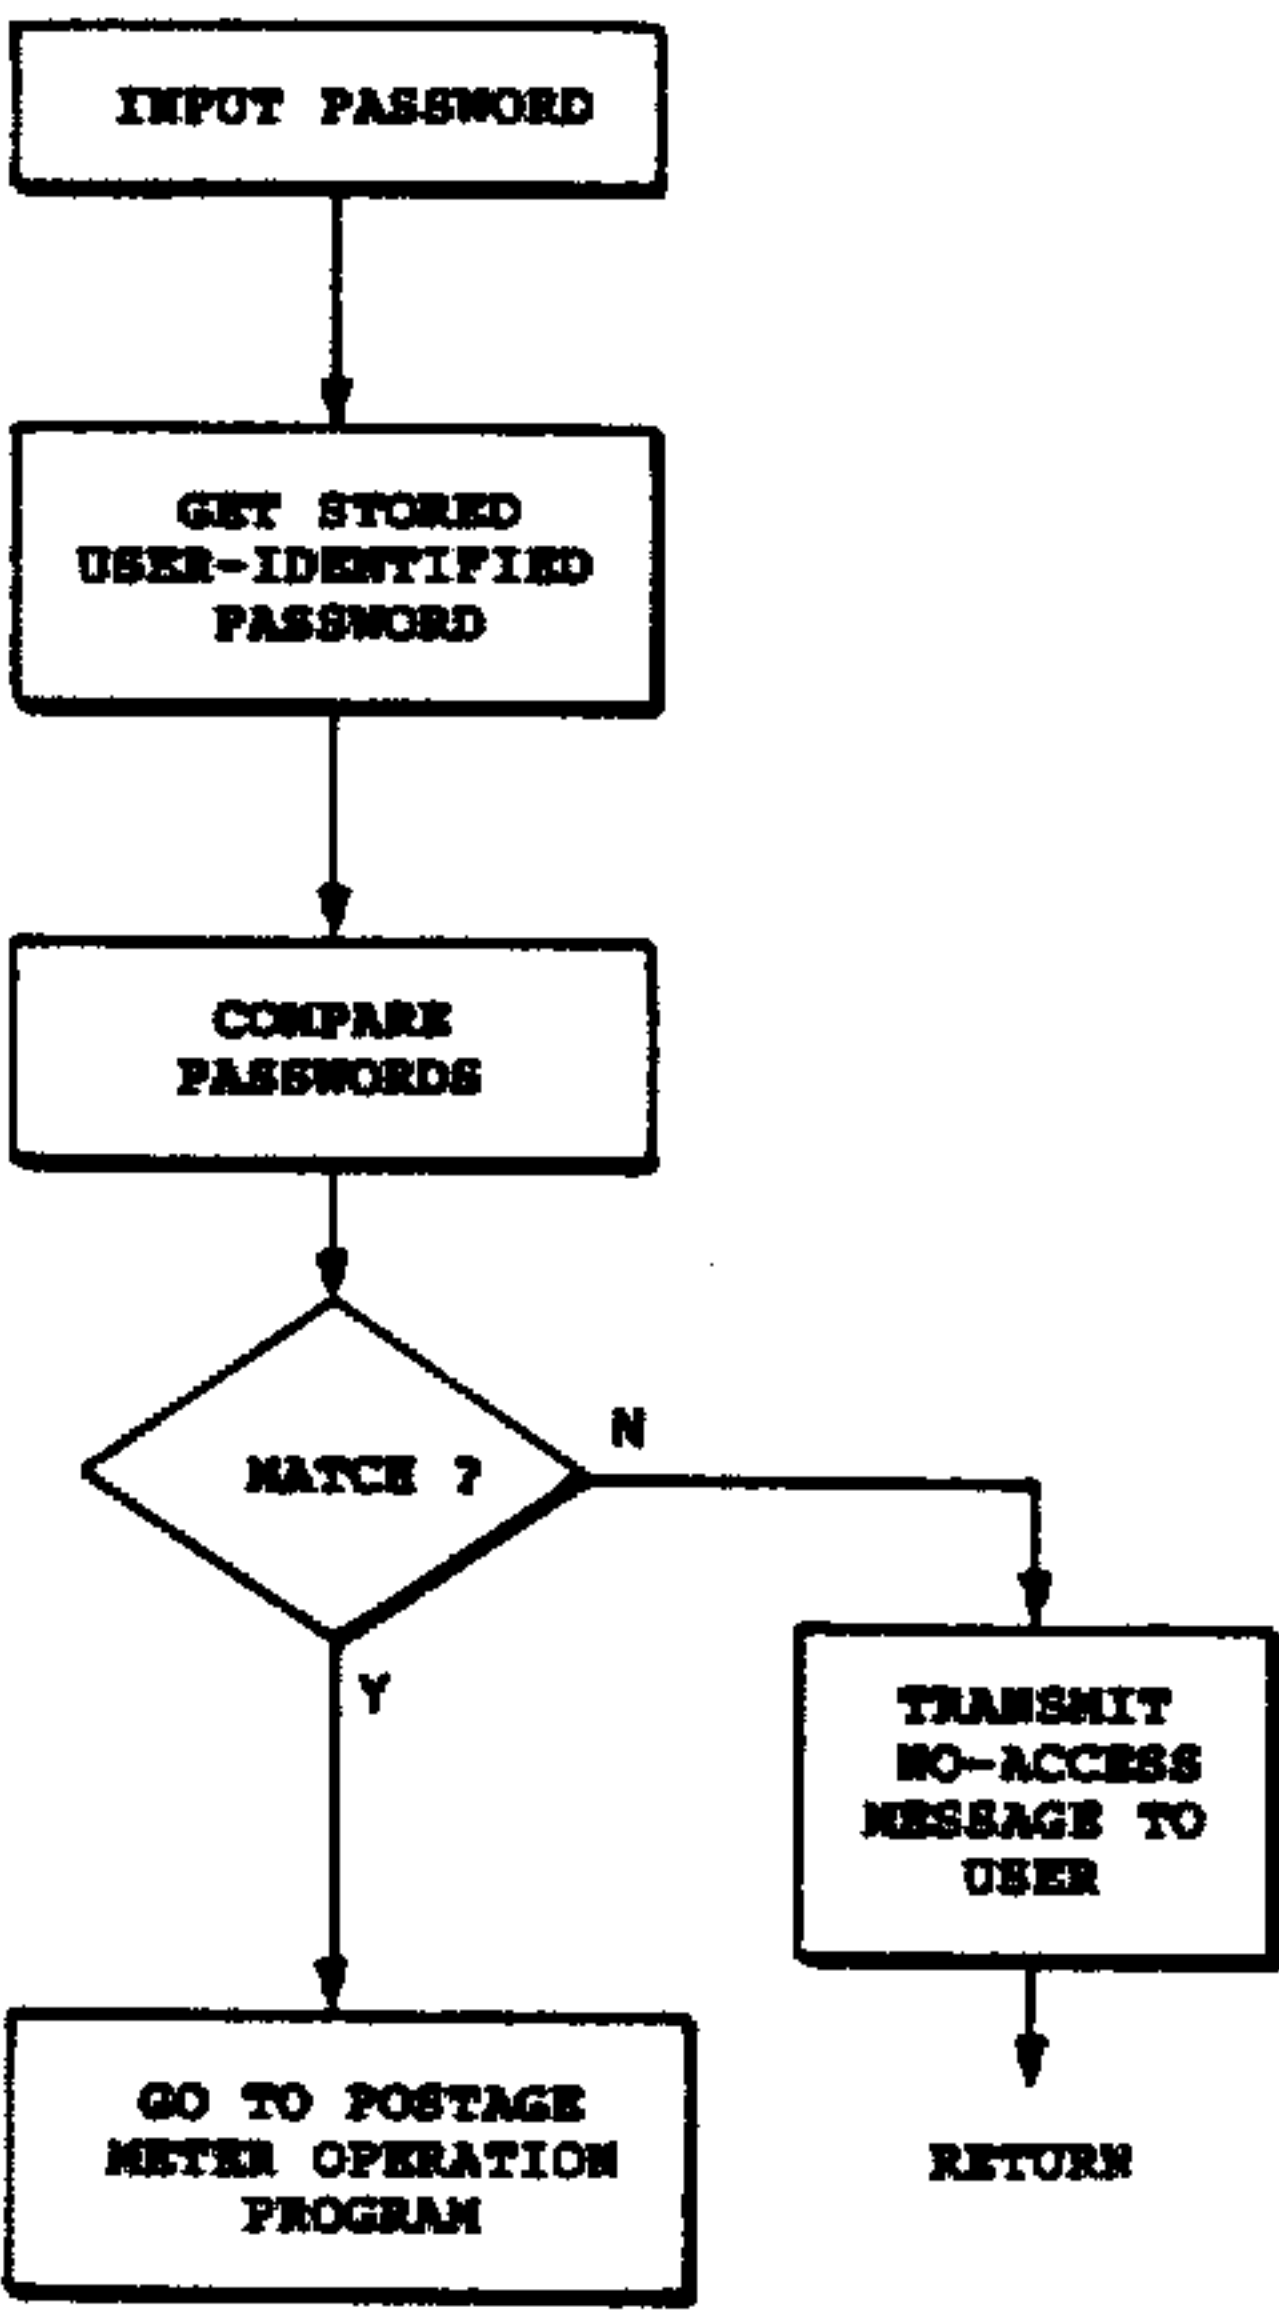 INPUT PASSWORD
GET STORED
USER-IDENTIFIED
PASSWORD
COMPARE
PASSWORDS
MATCH ?
N
Y
TRANSMIT
NO-ACCESS
MESSAGE TO
USER
GO TO POSTAGE
METER OPERATION
PROGRAM
RETURN